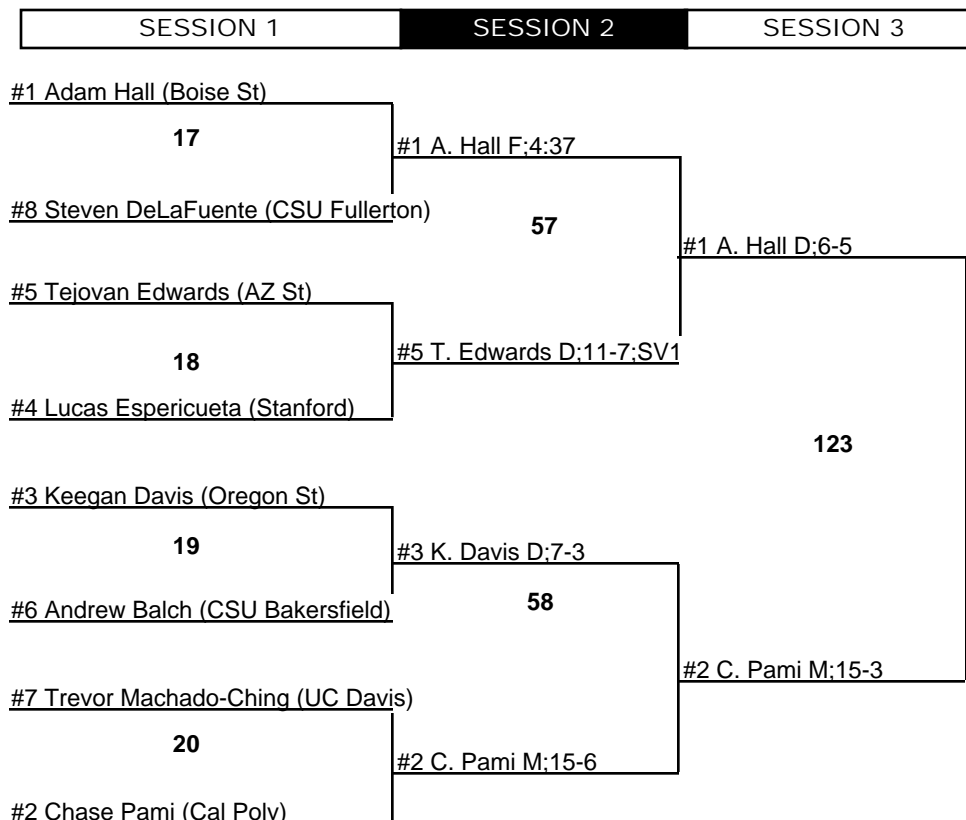 SESSION 1
SESSION 2
SESSION 3
#1 Adam Hall (Boise St)
17
#1 A. Hall F;4:37
#8 Steven DeLaFuente (CSU Fullerton)
57
#1 A. Hall D;6-5
#5 Tejovan Edwards (AZ St)
18
#5 T. Edwards D;11-7;SV1
#4 Lucas Espericueta (Stanford)
123
#3 Keegan Davis (Oregon St)
19
#3 K. Davis D;7-3
#6 Andrew Balch (CSU Bakersfield)
58
#2 C. Pami M;15-3
#7 Trevor Machado-Ching (UC Davis)
20
#2 C. Pami M;15-6
#2 Chase Pami (Cal Poly)